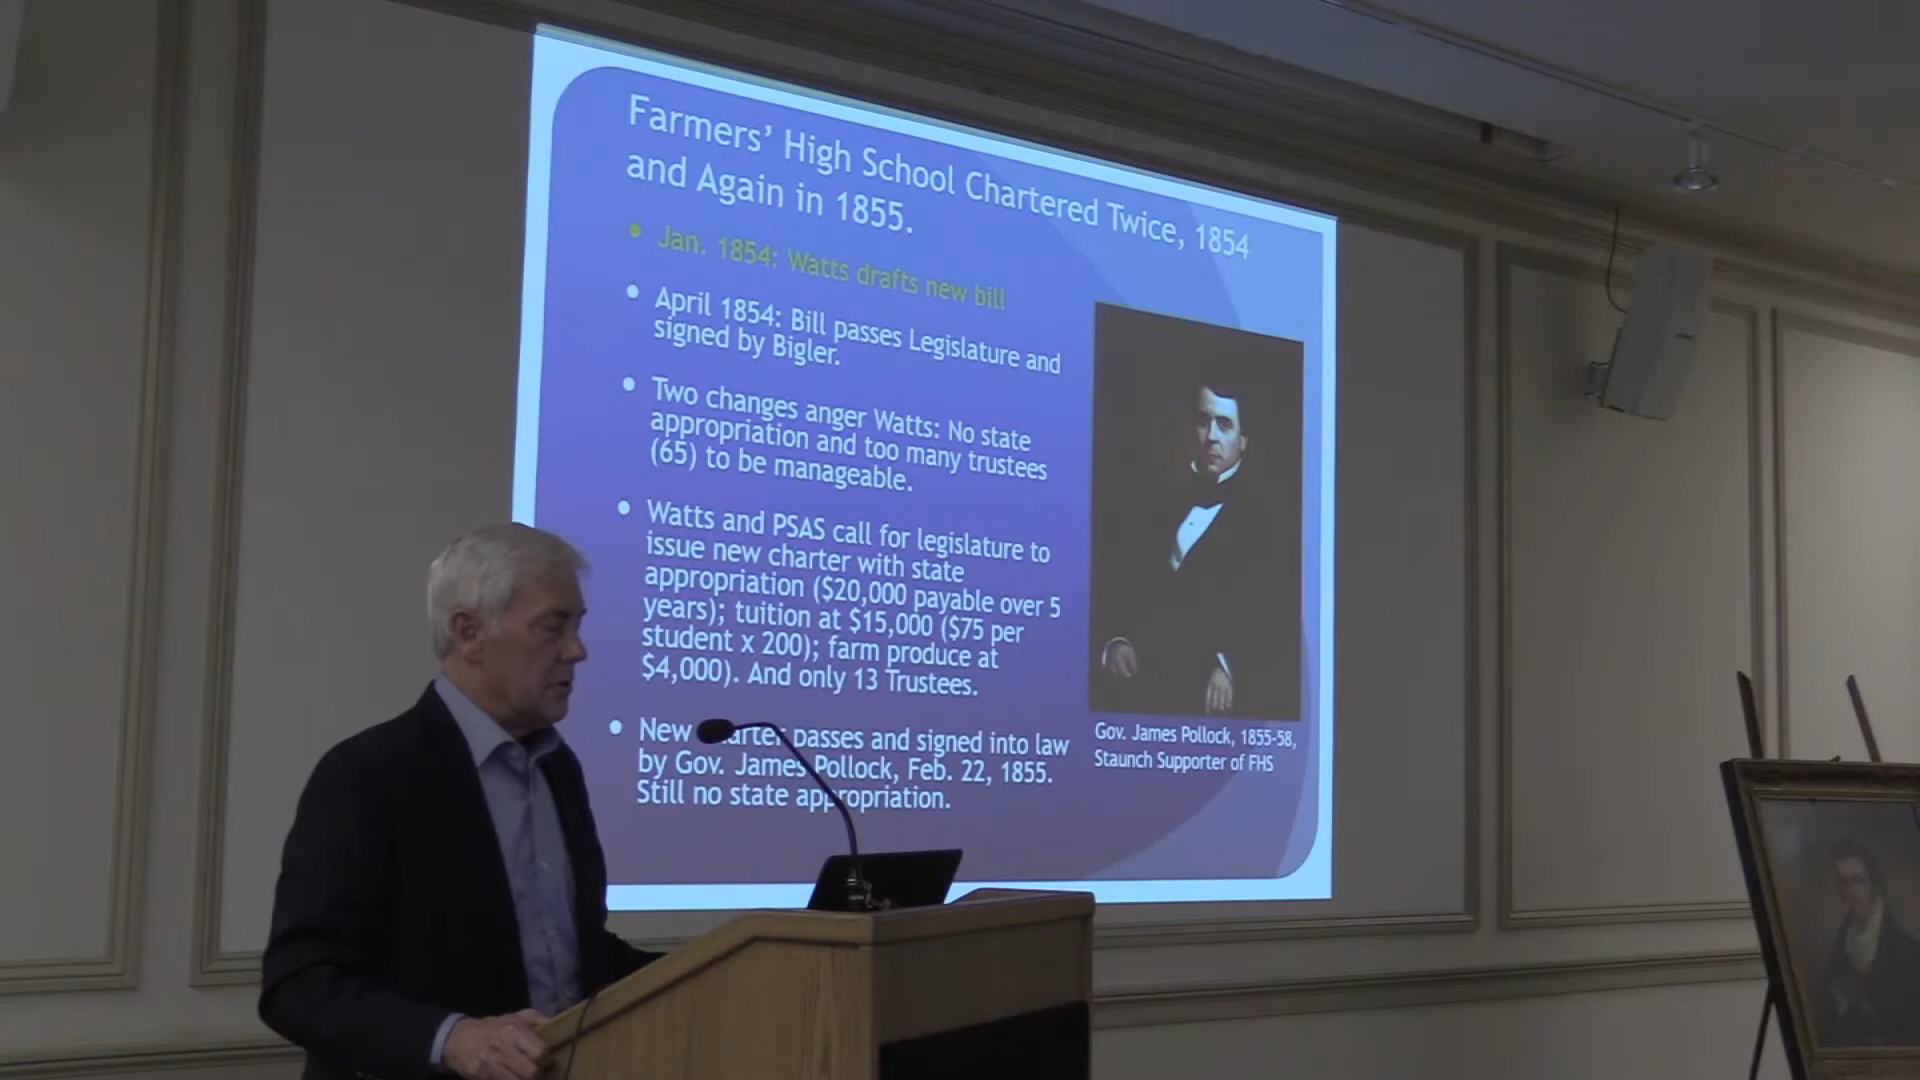 Farmers' High School Chartered Twice, 1854
and Again in 1855.
• Jan. 1854: Watts drafts new bill
• April 1854: Bill passes Legislature and
signed by Bigler.
• Two changes anger Watts: No state
appropriation and too many trustees
(65) to be manageable.
• Watts and PSAS call for legislature to
issue new charter with state
appropriation ($20,000 payable over 5
years); tuition at $15,000 ($75 per
student x 200); farm produce at
$4,000). And only 13 Trustees.
• New charter passes and signed into law
by Gov. James Pollock, Feb. 22, 1855.
Still no state appropriation.
Gov. James Pollock, 1855-58,
Staunch Supporter of FHS